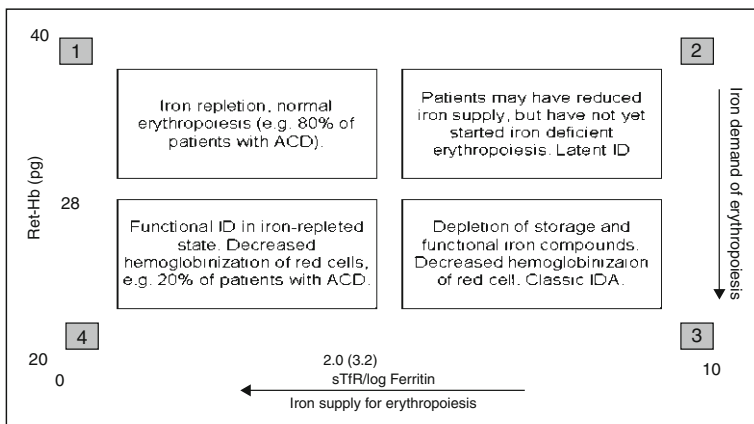 40
1
2
Iron repletion, normal
erythropoiesis (e.g. 80% of
patients with ACD).
Patients may have reduced
iron supply, but have not yet
started iron deficient
erythropoiesis. Latent ID
Iron demand of erythropoiesis
Ret-Hb (pg)
28
Functional ID in iron-repleted
state. Decreased
hemoglobinization of red cells,
e.g. 20% of patients with ACD.
Depletion of storage and
functional iron compounds.
Decreased hemoglobinizaion
of red cell. Classic IDA.
4
3
20
0
2.0 (3.2)
sTfR/log Ferritin
10
Iron supply for erythropoiesis